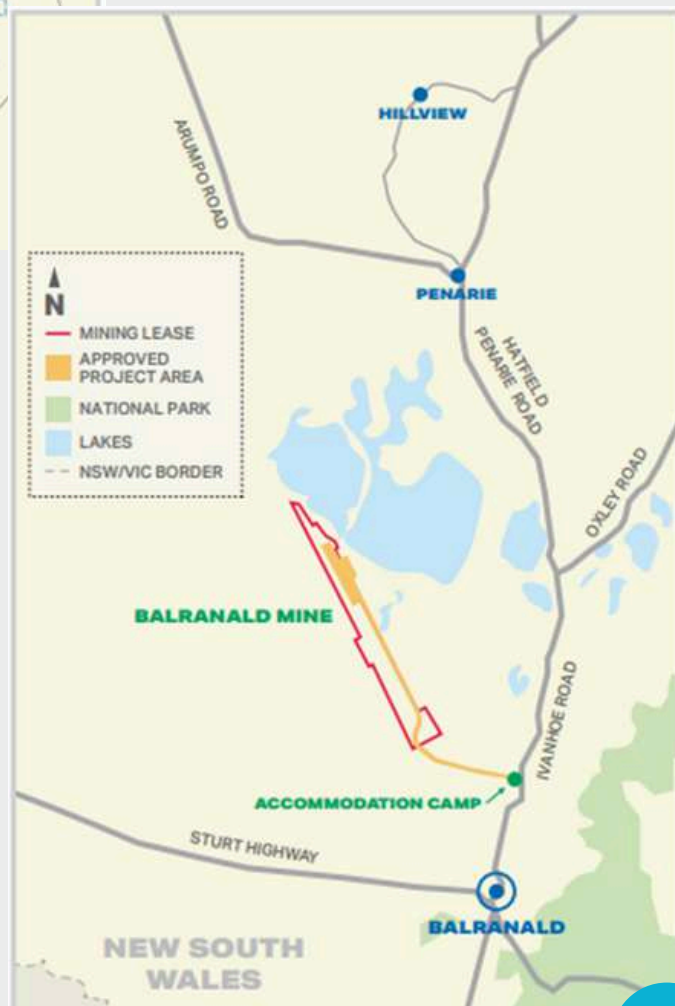 HILLVIEW
ARUMPO ROAD
PENARIE
N
MINING LEASE
APPROVED
PROJECT AREA
NATIONAL PARK
LAKES
NSW/VIC BORDER
HATFIELD
PENARIE ROAD
OXLEY ROAD
BALRANALD MINE
IVANHOE ROAD
ACCOMMODATION CAMP
STURT HIGHWAY
BALRANALD
NEW SOUTH
WALES